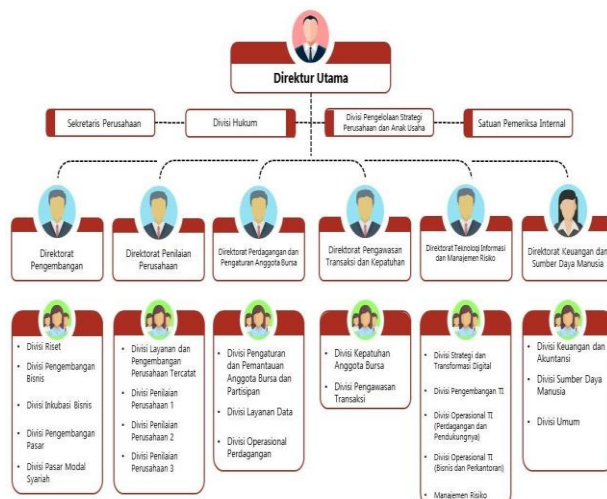 Direktur Utama
Sekretaris Perusahaan
Divisi Hukum
Divisi Pengelolaan Strategi
Perusahaan dan Anak Usaha
Satuan Pemeriksa Internal
Direktorat
Pengembangan
Direktorat Penilaian
Perusahaan
Direktorat Perdagangan dan
Pengaturan Anggota Bursa
Direktorat Pengawasan
Transaksi dan Kepatuhan
Direktorat Teknologi Informasi
dan Manajemen Risiko
Direktorat Keuangan dan
Sumber Daya Manusia
• Divisi Riset
• Divisi Pengembangan
Bisnis
• Divisi Inkubasi Bisnis
• Divisi Pengembangan
Pasar
• Divisi Pasar Modal
Syariah
• Divisi Layanan dan
Pengembangan
Perusahaan Tercatat
• Divisi Penilaian
Perusahaan 1
• Divisi Penilaian
Perusahaan 2
• Divisi Penilaian
Perusahaan 3
• Divisi Pengaturan
dan Pemantauan
Anggota Bursa dan
Partisipan
• Divisi Layanan Data
• Divisi Operasional
Perdagangan
• Divisi Kepatuhan
Anggota Bursa
• Divisi Pengawasan
Transaksi
• Divisi Strategi dan
Transformasi Digital
• Divisi Pengembangan TI
• Divisi Operasional TI
(Perdagangan dan
Pendukungnya)
• Divisi Operasional TI
(Bisnis dan Perkantoran)
• Manajemen Risiko
• Divisi Keuangan dan
Akuntansi
• Divisi Sumber Daya
Manusia
• Divisi Umum